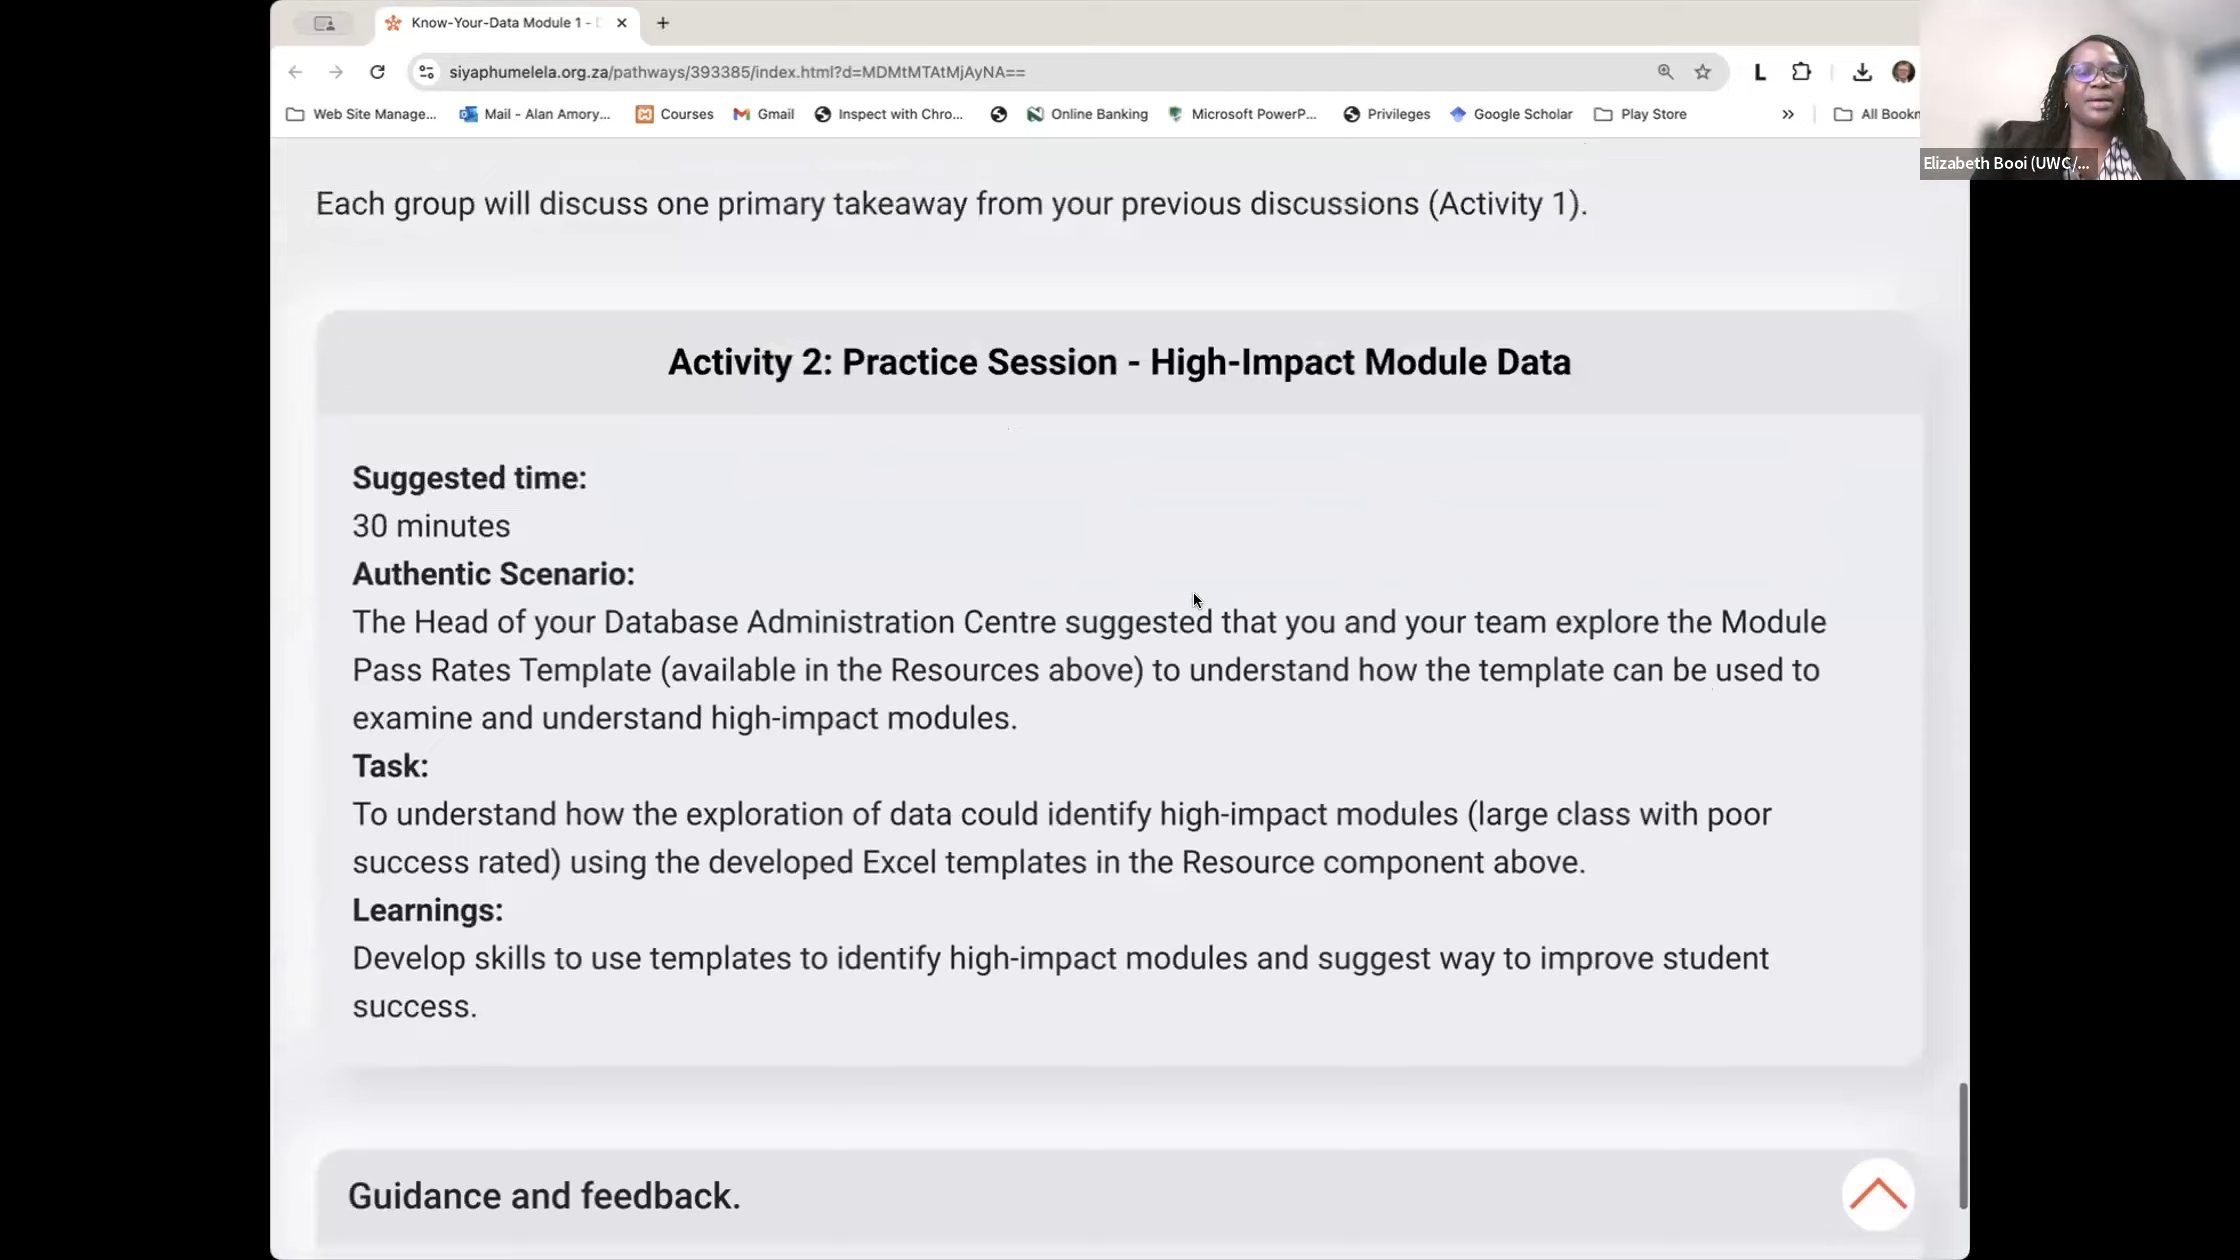 Know-Your-Data Module 1 -
siyaphumelela.org.za/pathways/393385/index.html?d=MDMtMTAtMjAyNA==
L
Web Site Manage...
Mail - Alan Amory...
Courses
Gmail
Inspect with Chro...
Online Banking
Microsoft PowerP...
Privileges
Google Scholar
Play Store
All Bookn
Elizabeth Booi (UWC/...
Each group will discuss one primary takeaway from your previous discussions (Activity 1).
Activity 2: Practice Session - High-Impact Module Data
Suggested time:
30 minutes
Authentic Scenario:
The Head of your Database Administration Centre suggested that you and your team explore the Module
Pass Rates Template (available in the Resources above) to understand how the template can be used to
examine and understand high-impact modules.
Task:
To understand how the exploration of data could identify high-impact modules (large class with poor
success rated) using the developed Excel templates in the Resource component above.
Learnings:
Develop skills to use templates to identify high-impact modules and suggest way to improve student
success.
Guidance and feedback.